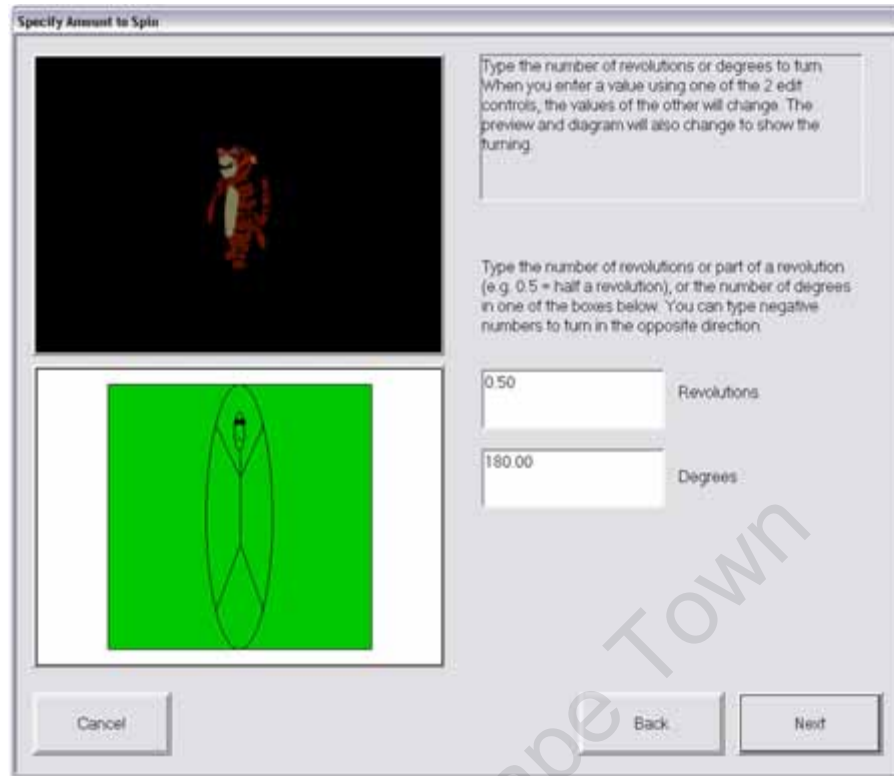 Specify Amount to Spin
Type the number of revolutions or degrees to turn.
When you enter a value using one of the 2 edit
controls, the values of the other will change. The
preview and diagram will also change to show the
turning.
Type the number of revolutions or part of a revolution
(e.g. 0.5 = half a revolution), or the number of degrees
in one of the boxes below. You can type negative
numbers to turn in the opposite direction.
0.50
Revolutions
180.00
Degrees
Cancel
Back
Next
Town